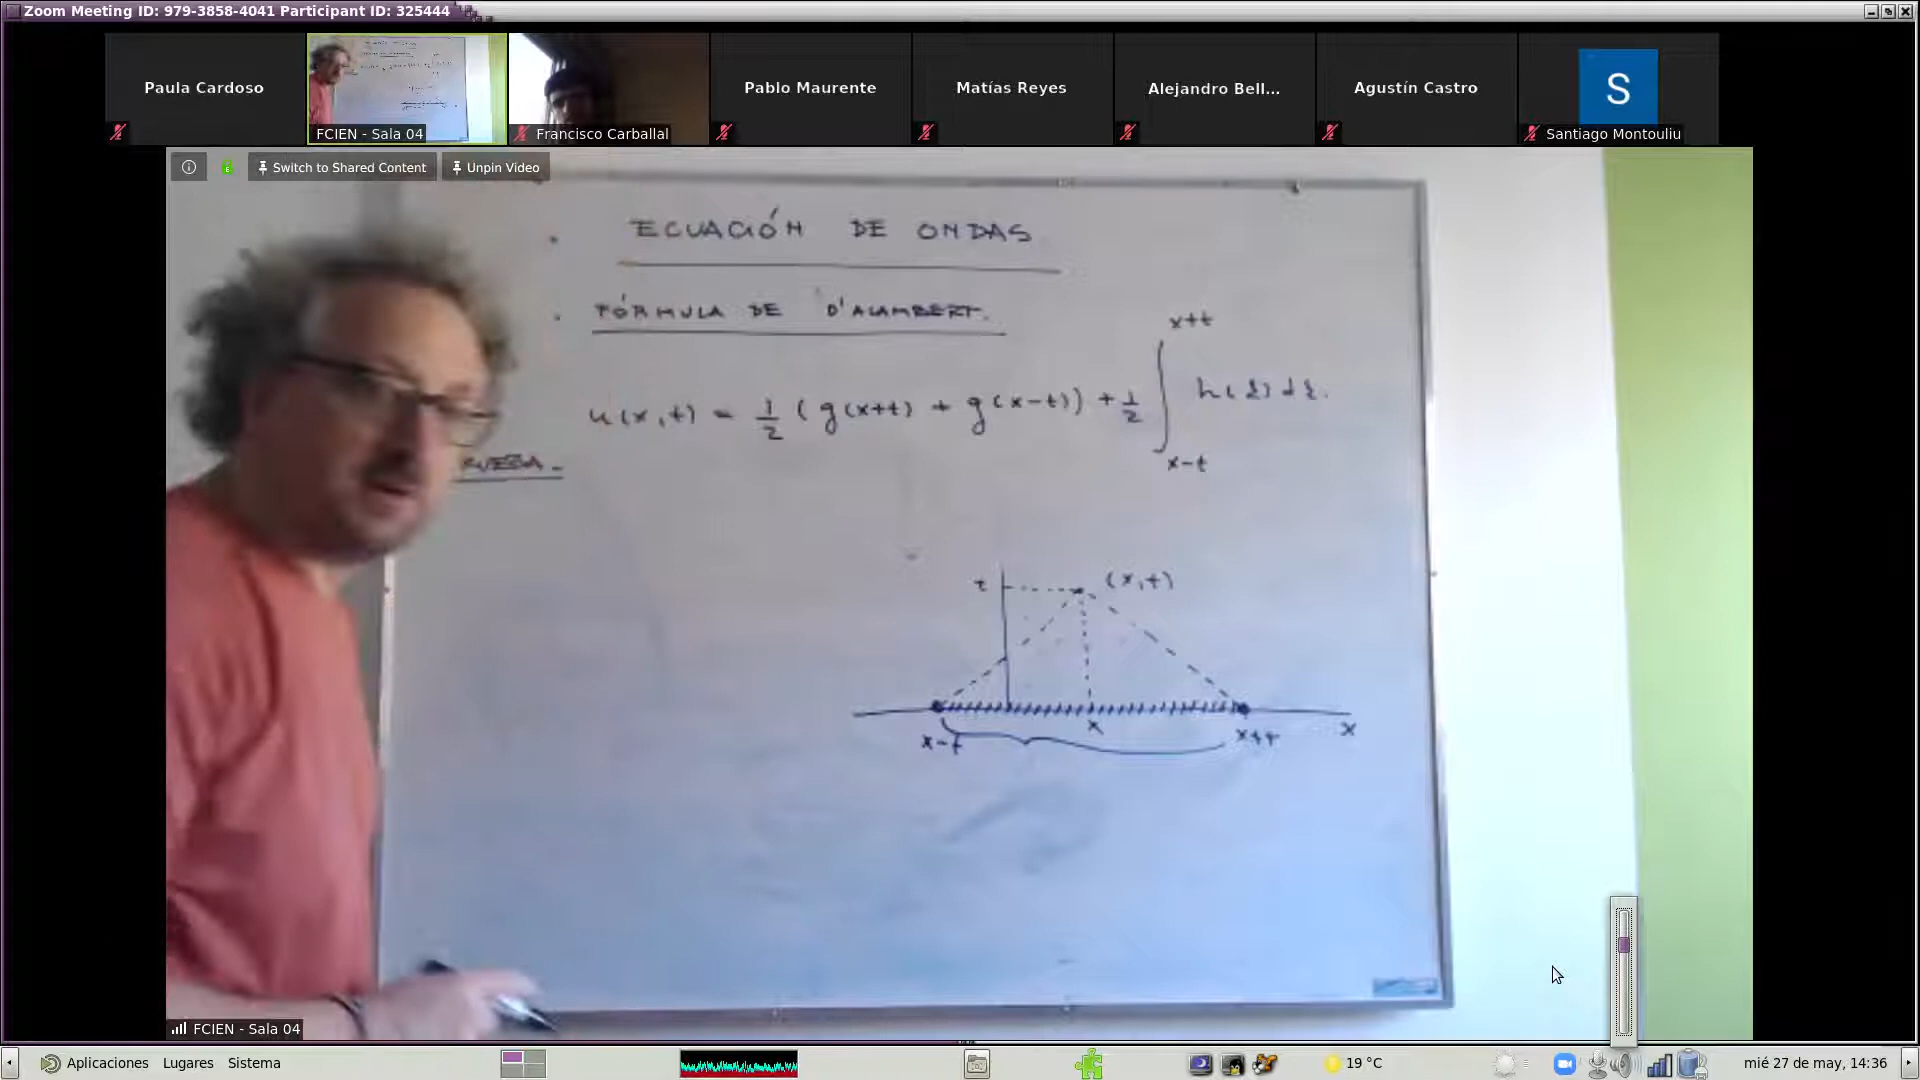 Zoom Meeting ID: 979-3858-4041 Participant ID: 325444
Paula Cardoso
FCIEN - Sala 04
Francisco Carballal
Pablo Maurente
Matías Reyes
Alejandro Bell...
Agustín Castro
S
Santiago Montouliu
Switch to Shared Content
Unpin Video
ECUACIÓN DE ONDAS
FÓRMULA DE D'ALAMBERT.
u(x,t) = 1/2 (g(x+t) + g(x-t)) + 1/2 ∫ x-t x+t h(ξ)dξ.
RUEBA.
t (x,t)
x-t x x+t x
FCIEN - Sala 04
Aplicaciones Lugares Sistema 19 °C mié 27 de may, 14:36